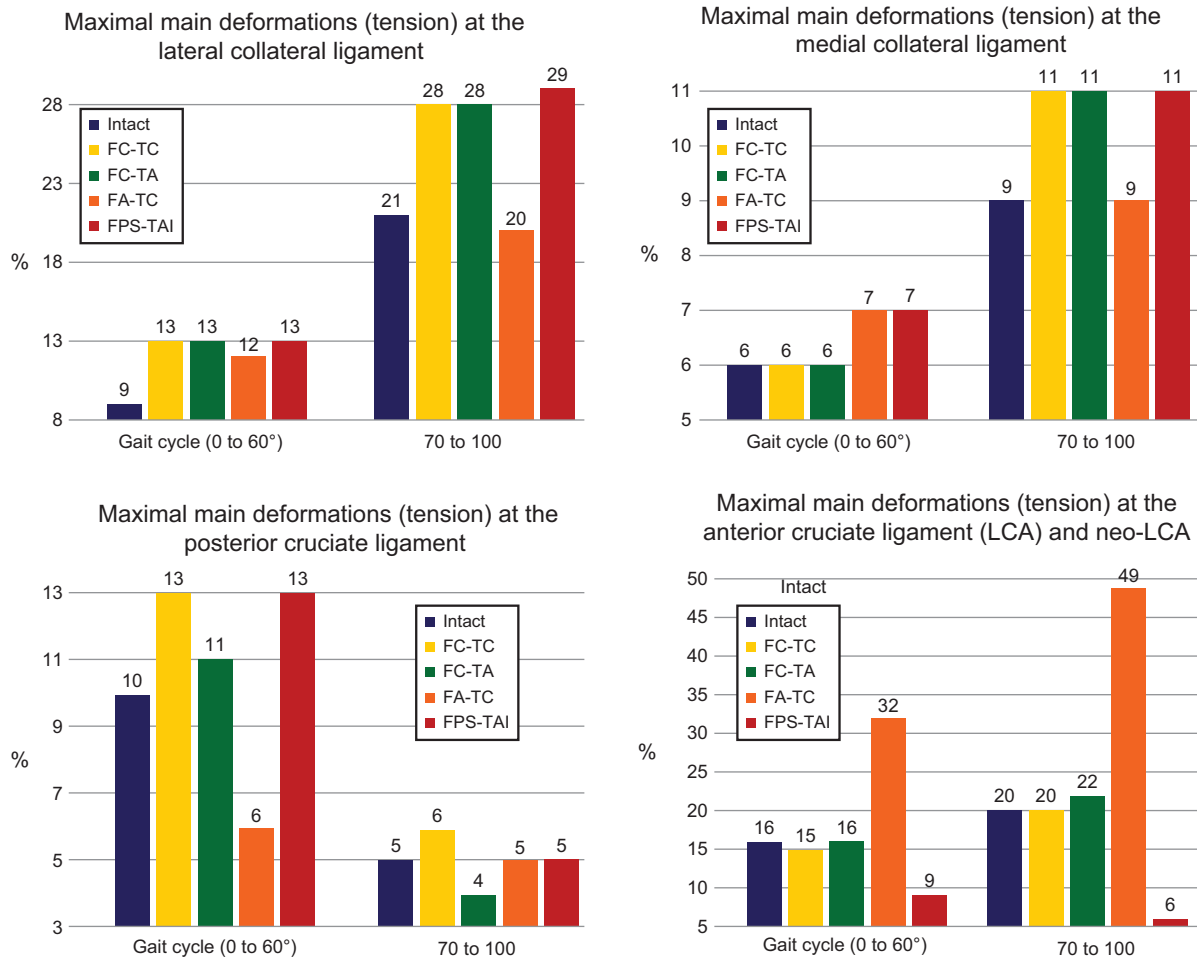 Maximal main deformations (tension) at the
lateral collateral ligament
28
23
18
13
8
%
Intact
FC-TC
FC-TA
FA-TC
FPS-TAI
9
13
13
12
13
21
28
28
20
29
Gait cycle (0 to 60°)
70 to 100
Maximal main deformations (tension) at the
medial collateral ligament
11
10
9
8
7
6
5
%
Intact
FC-TC
FC-TA
FA-TC
FPS-TAI
6
6
6
7
7
9
11
11
9
11
Gait cycle (0 to 60°)
70 to 100
Maximal main deformations (tension) at the
posterior cruciate ligament
13
11
9
7
5
3
%
Intact
FC-TC
FC-TA
FA-TC
FPS-TAI
10
13
11
6
13
5
6
4
5
5
Gait cycle (0 to 60°)
70 to 100
Maximal main deformations (tension) at the
anterior cruciate ligament (LCA) and neo-LCA
50
45
40
35
30
25
20
15
10
5
%
Intact
Intact
FC-TC
FC-TA
FA-TC
FPS-TAI
16
15
16
32
9
20
20
22
49
6
Gait cycle (0 to 60°)
70 to 100